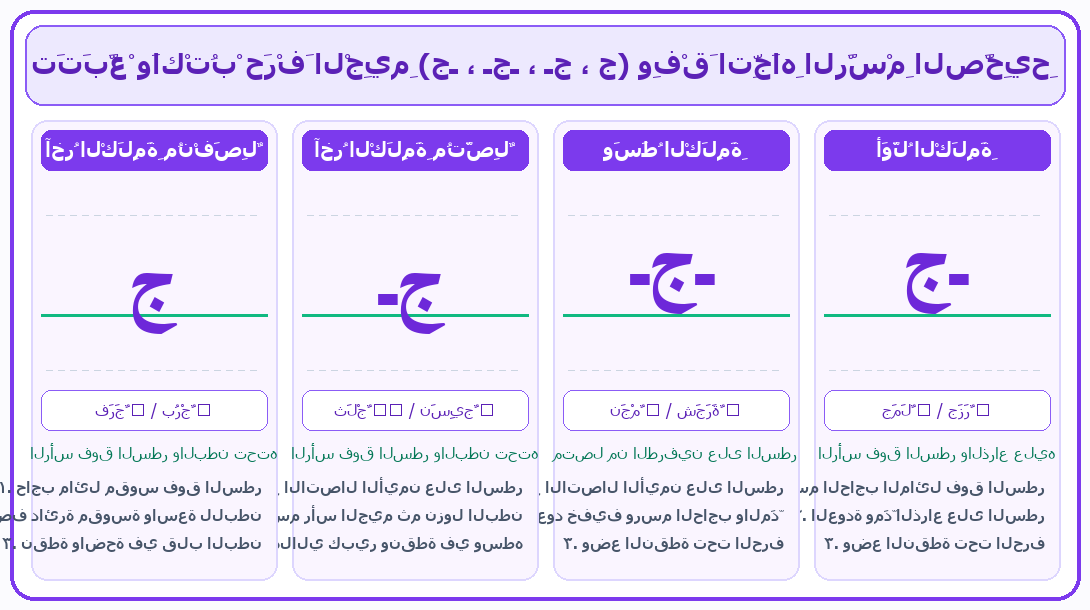 تَتَبَّعْ وَاكْتُبْ حَرْفَ الْجِيمِ (جـ ، ـجـ ، ـج ، ج) وِفْقَ اتِّجَاهِ الرَّسْمِ الصَّحِيحِ
أَوَّلُ الْكَلِمَةِ
جـ
جَمَلٌ / جَزَرٌ
الرأس فوق السطر والذراع عليه
الحاجب المائل فوق السطر
٢. العودة ومدّ الذراع على السطر
٣. وضع النقطة تحت الحرف
وَسَطُ الْكَلِمَةِ
ـجـ
نَجْمٌ / شَجَرَةٌ
متصل من الطرفين على السطر
الاتصال الأيمن على السطر
خفيف ورسم الحاجب والمدّ
٣. وضع النقطة تحت الحرف
آخرُ الْكَلِمَةِ مُتَّصِلٌ
ـج
ثَلْجٌ / نَسِيجٌ
الرأس فوق السطر والبطن تحته
الاتصال الأيمن على السطر
رأس الجيم ثم نزول البطن
كبير ونقطة في وسطه
آخرُ الْكَلِمَةِ مُنْفَصِلٌ
ج
فَرَجٌ / بُرْجٌ
الرأس فوق السطر والبطن تحته
١. حاجب مائل مقوس فوق السطر
دائرة مقوسة واسعة للبطن
٣. نقطة واضحة في قلب البطن